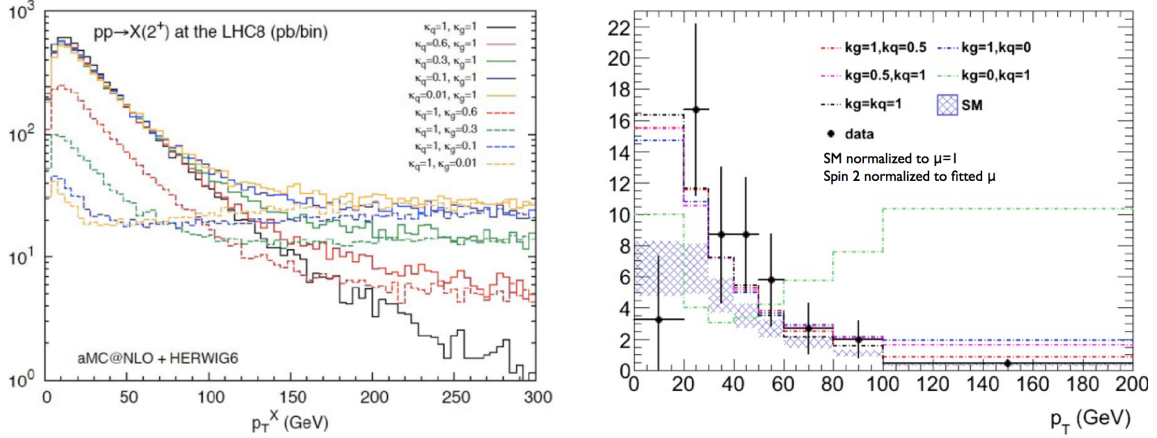 pp→X(2⁺) at the LHC8 (pb/bin)
κq=1, κg=1
κq=0.6, κg=1
κq=0.3, κg=1
κq=0.1, κg=1
κq=0.01, κg=1
κq=1, κg=0.6
κq=1, κg=0.3
κq=1, κg=0.1
κq=1, κg=0.01
10³
10²
10¹
10⁰
aMC@NLO + HERWIG6
0 50 100 150 200 250 300
pTX (GeV)
22
20
18
16
14
12
10
8
6
4
2
0
kg=1,kq=0.5
kg=1,kq=0
kg=0.5,kq=1
kg=0,kq=1
kg=kq=1
SM
data
SM normalized to μ=1
Spin 2 normalized to fitted μ
0 20 40 60 80 100 120 140 160 180 200
pT (GeV)